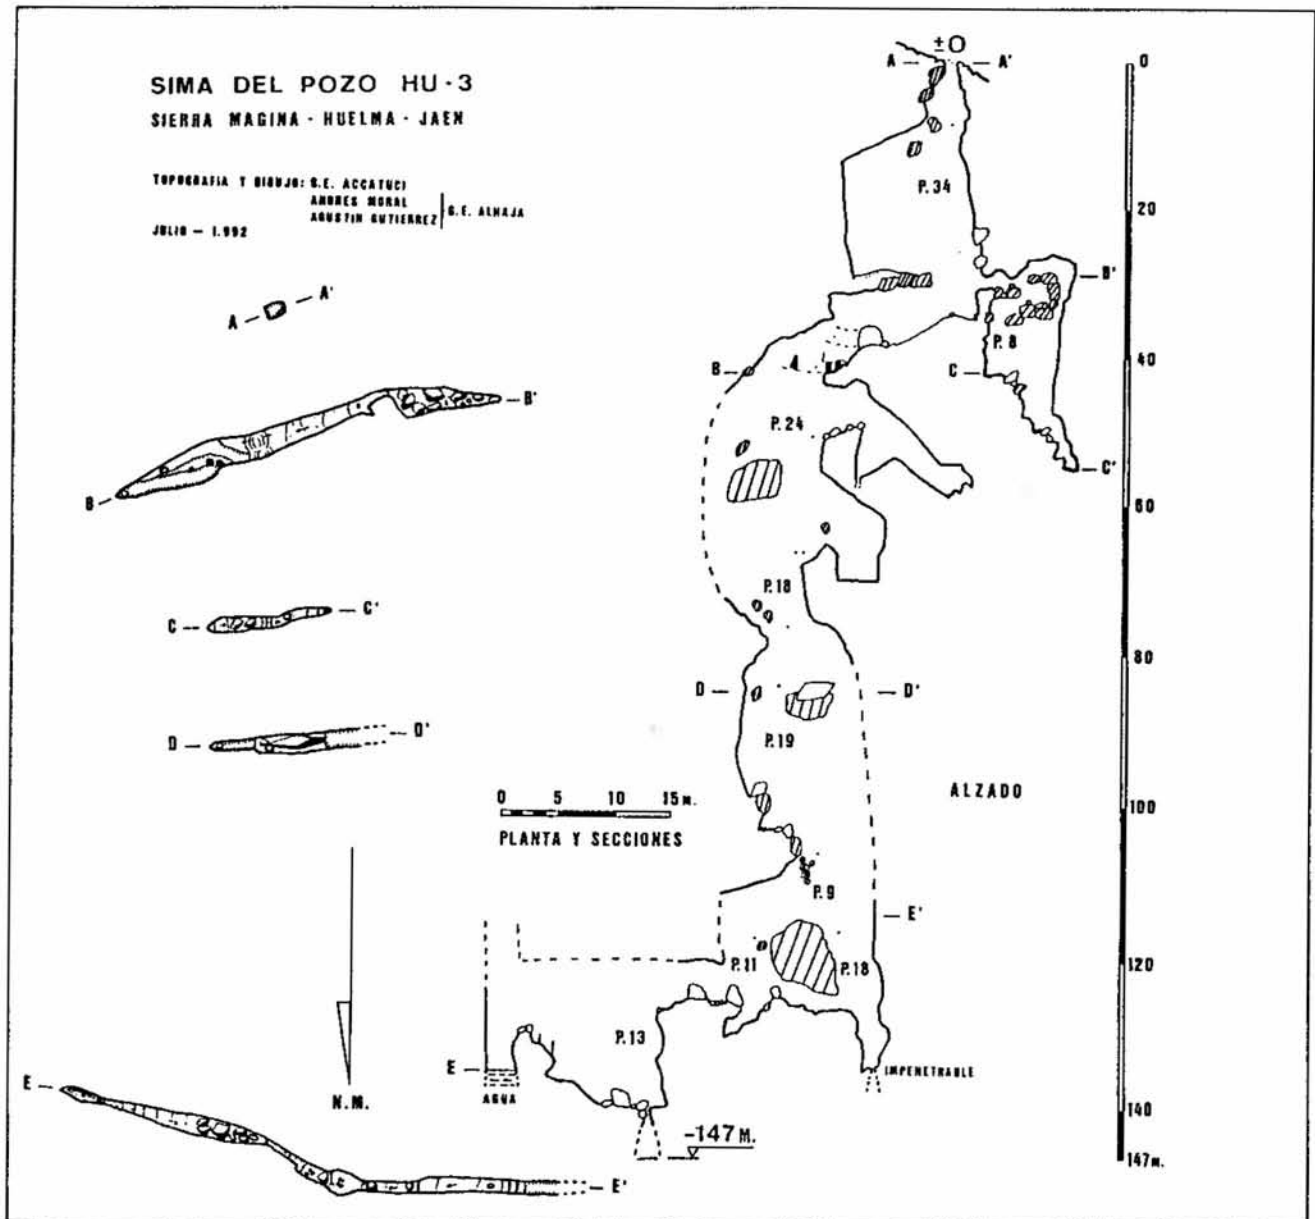 SIMA DEL POZO HU-3
SIERRA MAGINA - HUELMA - JAEN
TOPOGRAFIA Y DIBUJO: G.E. ACCATUCI
ANDRES MORAL
AGUSTIN GUTIERREZ
G.E. ALHAJA
JULIO - 1.992
A
A'
B
B'
C
C'
D
D'
E
E'
N.M.
0 5 10 15 M.
PLANTA Y SECCIONES
±0
A
A'
P.34
B'
P.8
B
C
P.24
C'
P.18
D
D'
P.19
ALZADO
P.9
E'
P.11
P.18
P.13
E
AGUA
IMPENETRABLE
-147 M.
0
20
40
60
80
100
120
140
147 M.